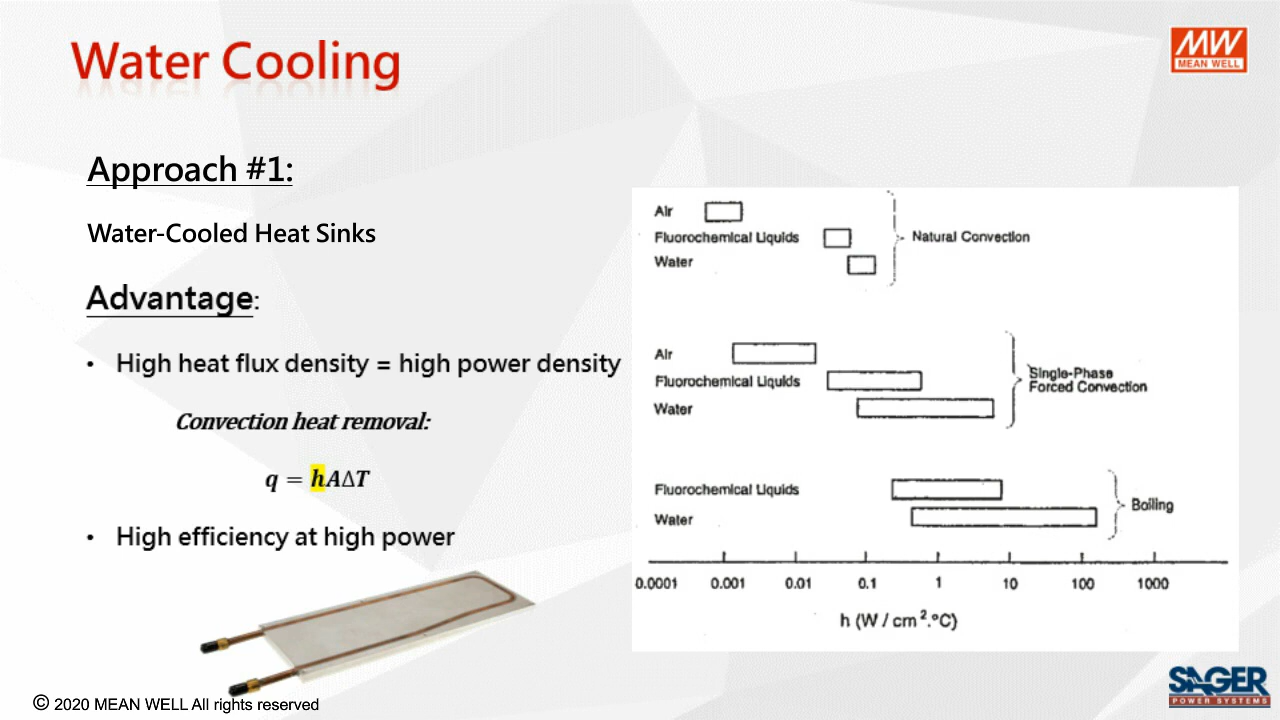 Water Cooling
MW
MEAN WELL
Approach #1:
Water-Cooled Heat Sinks
Advantage:
• High heat flux density = high power density
Convection heat removal:
q = hAΔT
• High efficiency at high power
Air
Fluorochemical Liquids
Water
Natural Convection
Air
Fluorochemical Liquids
Water
Single-Phase
Forced Convection
Fluorochemical Liquids
Water
Boiling
0.0001 0.001 0.01 0.1 1 10 100 1000
h (W / cm².°C)
© 2020 MEAN WELL All rights reserved
SAGER
POWER SYSTEMS